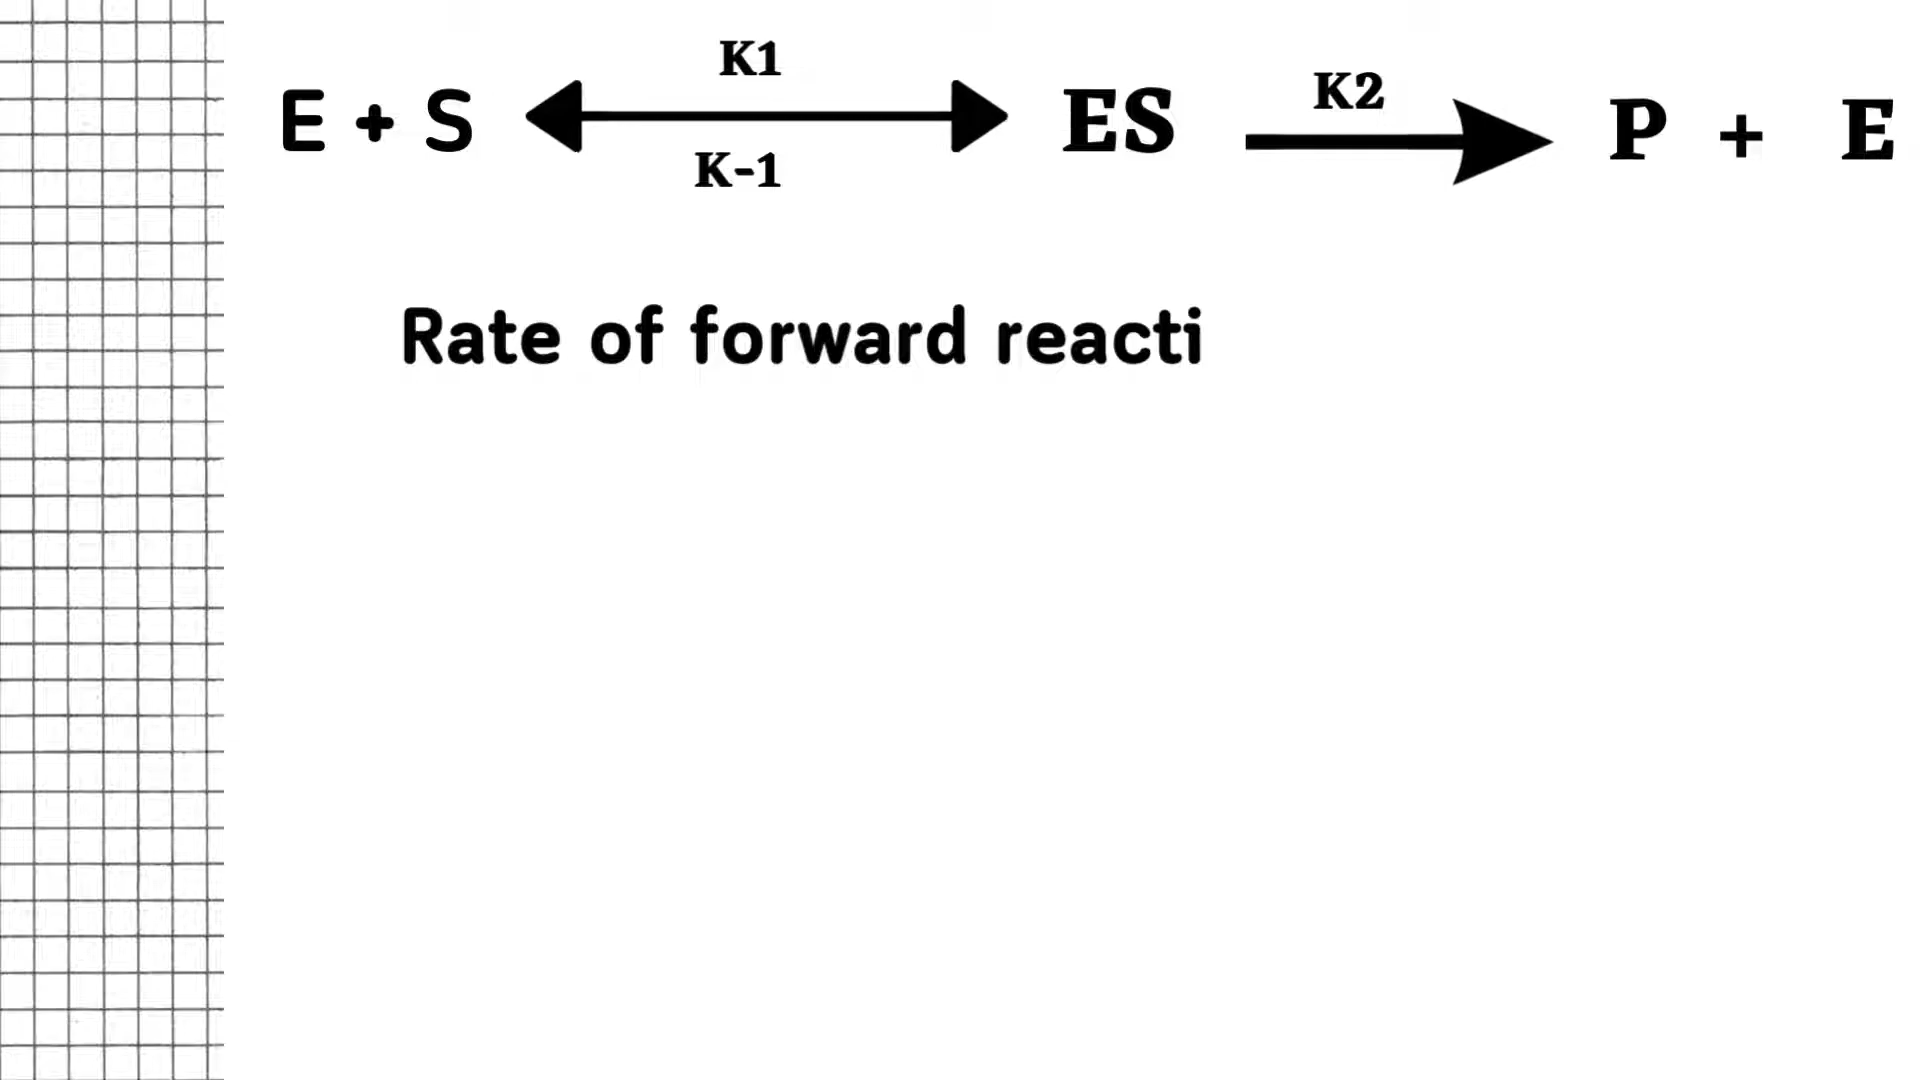 K1
E + S ES K2 P + E
K-1
Rate of forward reacti